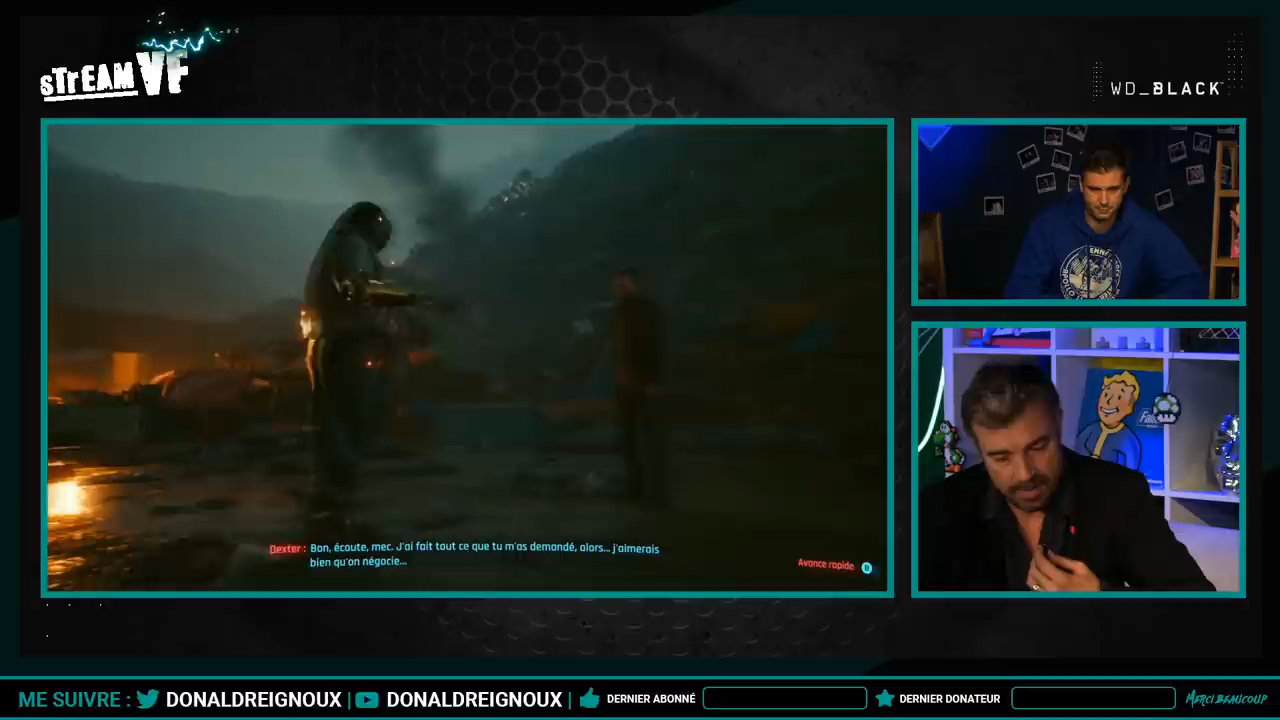 STrEAM VF
WD_BLACK
Dexter : Bon, écoute, mec. J'ai fait tout ce que tu m'as demandé, alors... j'aimerais
bien qu'on négocie...
Avance rapide
ME SUIVRE : DONALDREIGNOUX | DONALDREIGNOUX | DERNIER ABONNÉ DERNIER DONATEUR MERCI BEAUCOUP